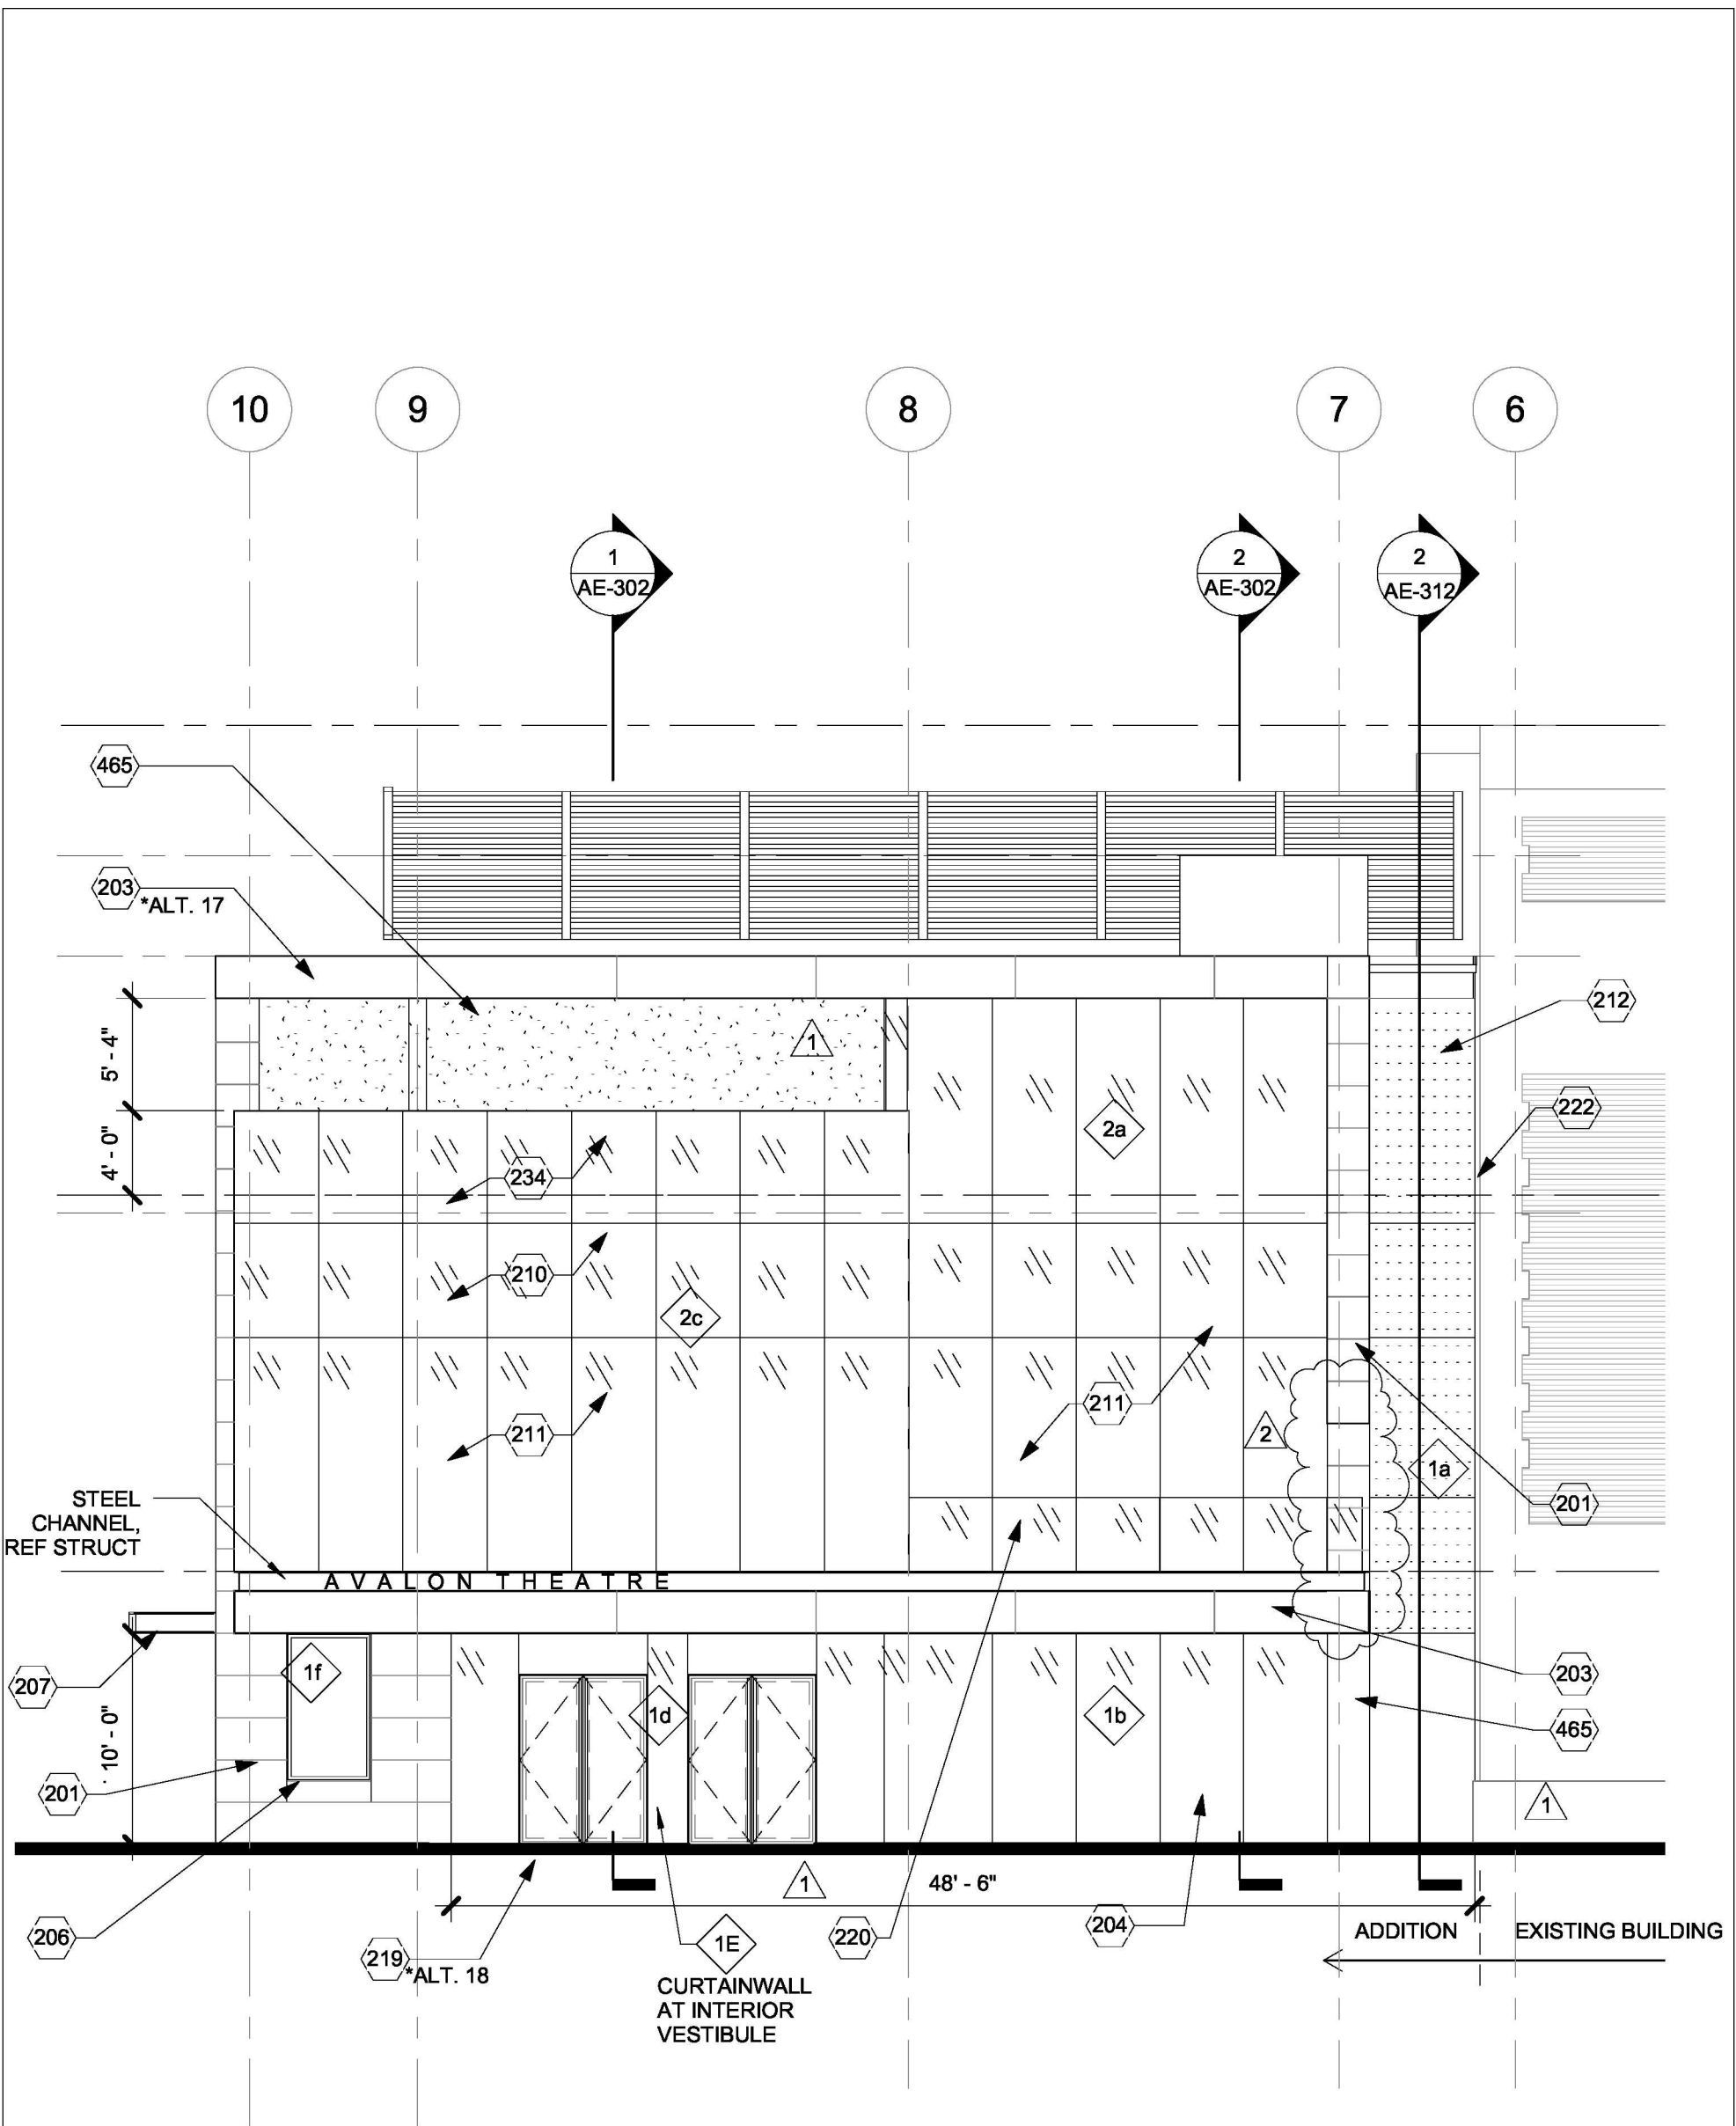 10
9
8
7
6
1
AE-302
2
AE-302
2
AE-312
465
203
*ALT. 17
212
5' - 4"
1
222
4' - 0"
2a
234
210
2c
211
211
2
1a
201
STEEL
CHANNEL,
REF STRUCT
AVALON THEATRE
207
1f
203
1d
1b
465
10' - 0"
201
1
1
48' - 6"
206
219
*ALT. 18
1E
220
204
ADDITION
EXISTING BUILDING
CURTAINWALL
AT INTERIOR
VESTIBULE